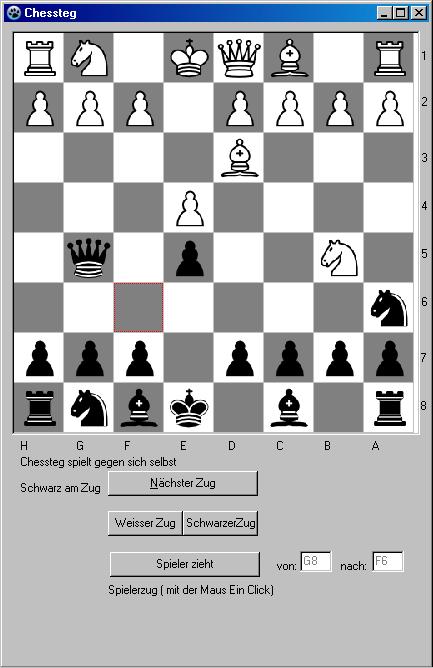 Chessteg
1
2
3
4
5
6
7
8
H G F E D C B A
Chessteg spielt gegen sich selbst
Schwarz am Zug Nächster Zug
Weisser Zug SchwarzerZug
Spieler zieht von: G8 nach: F6
Spielerzug ( mit der Maus Ein Click)